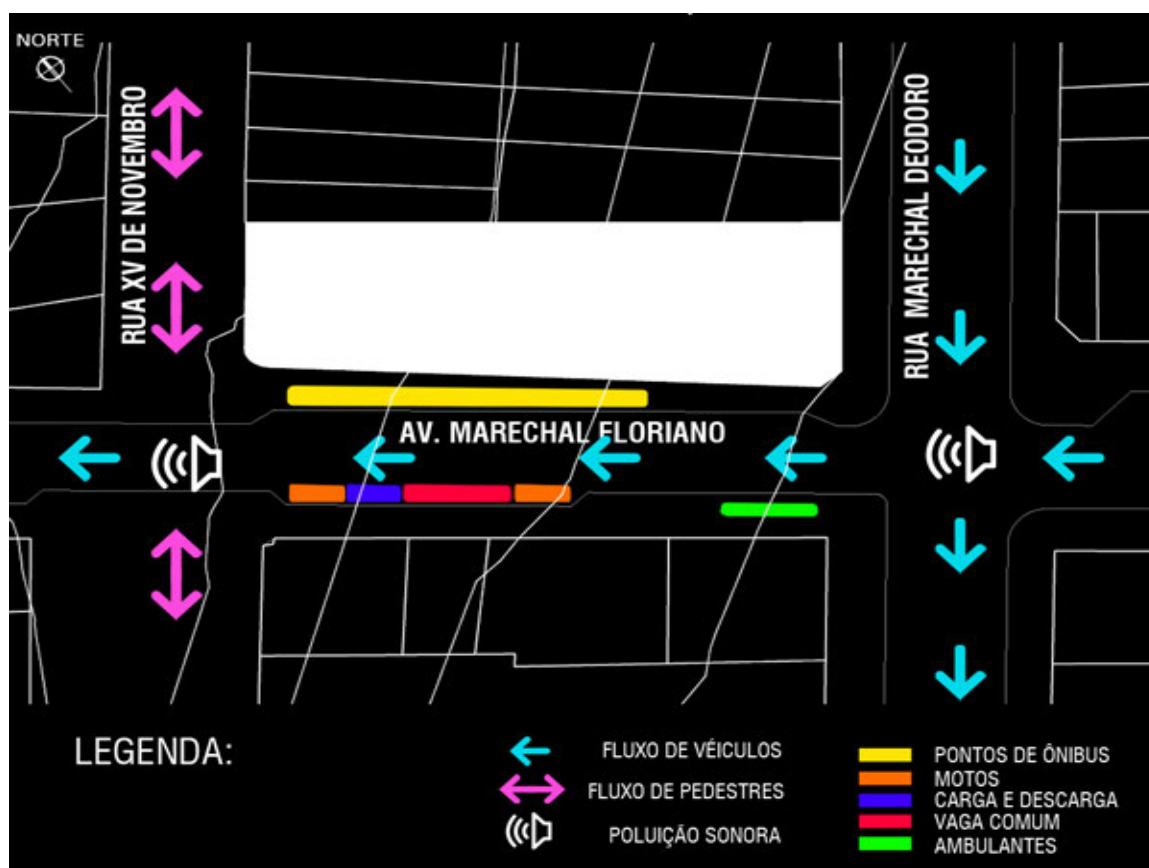 NORTE
RUA XV DE NOVEMBRO
RUA MARECHAL DEODORO
AV. MARECHAL FLORIANO
LEGENDA:
FLUXO DE VÉICULOS
FLUXO DE PEDESTRES
POLUIÇÃO SONORA
PONTOS DE ÔNIBUS
MOTOS
CARGA E DESCARGA
VAGA COMUM
AMBULANTES